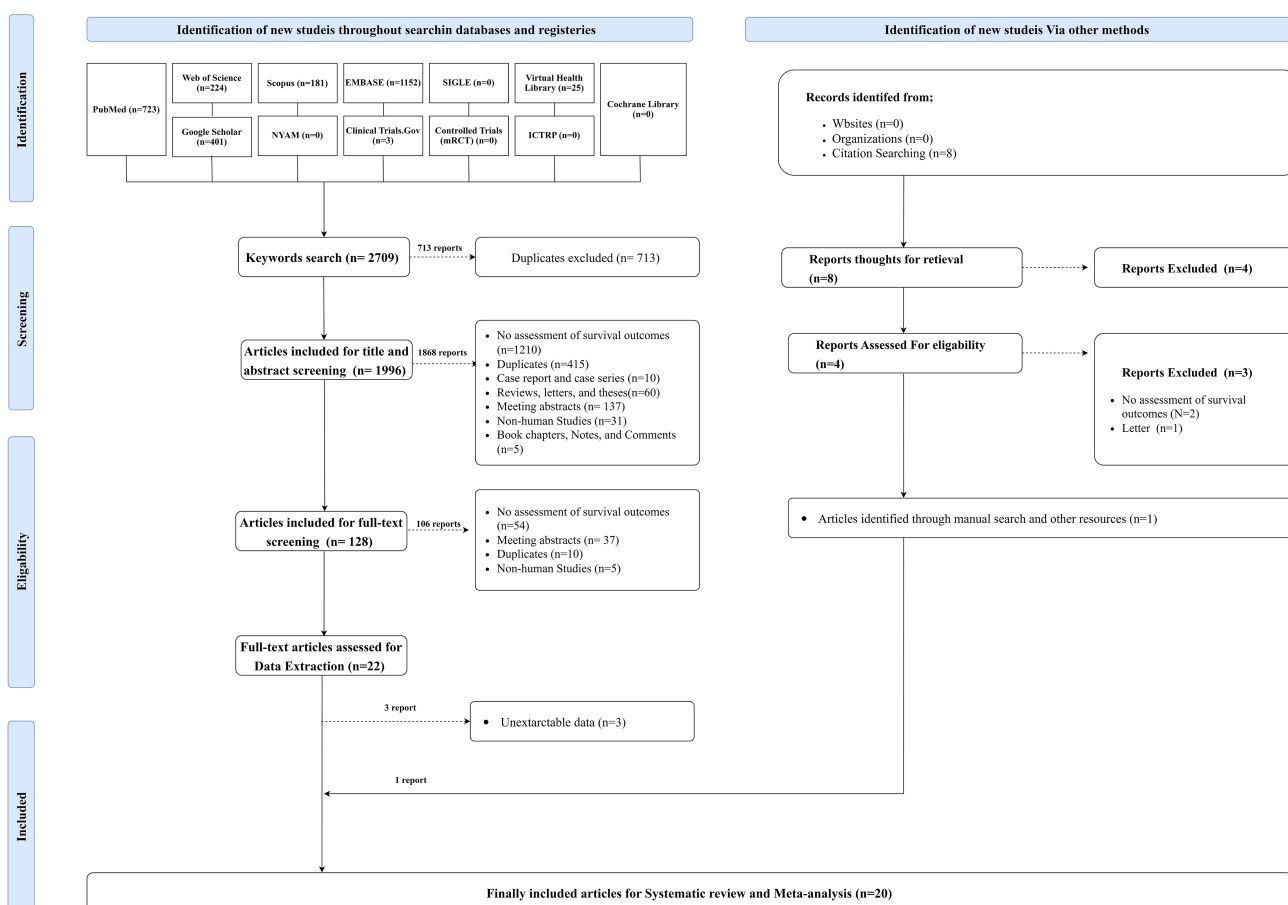 Identification of new studeis throughout searchin databases and registeries
Identification of new studeis Via other methods
Identification
PubMed (n=723)
Web of Science
(n=224)
Scopus (n=181)
EMBASE (n=1152)
SIGLE (n=0)
Virtual Health
Library (n=25)
Cochrane Library
(n=0)
Google Scholar
(n=401)
NYAM (n=0)
Clinical Trials.Gov
(n=3)
Controlled Trials
(mRCT) (n=0)
ICTRP (n=0)
Records identifed from;
• Wbsites (n=0)
• Organizations (n=0)
• Citation Searching (n=8)
Screening
Keywords search (n= 2709)
713 reports
Duplicates excluded (n= 713)
Reports thoughts for retieval
(n=8)
Reports Excluded (n=4)
Articles included for title and
abstract screening (n= 1996)
1868 reports
• No assessment of survival outcomes
(n=1210)
• Duplicates (n=415)
• Case report and case series (n=10)
• Reviews, letters, and theses(n=60)
• Meeting abstracts (n= 137)
• Non-human Studies (n=31)
• Book chapters, Notes, and Comments
(n=5)
Reports Assessed For eligability
(n=4)
Reports Excluded (n=3)
• No assessment of survival
outcomes (N=2)
• Letter (n=1)
Eligibility
Articles included for full-text
screening (n= 128)
106 reports
• No assessment of survival outcomes
(n=54)
• Meeting abstracts (n= 37)
• Duplicates (n=10)
• Non-human Studies (n=5)
• Articles identified through manual search and other resources (n=1)
Full-text articles assessed for
Data Extraction (n=22)
3 report
• Unextarctable data (n=3)
Included
1 report
Finally included articles for Systematic review and Meta-analysis (n=20)